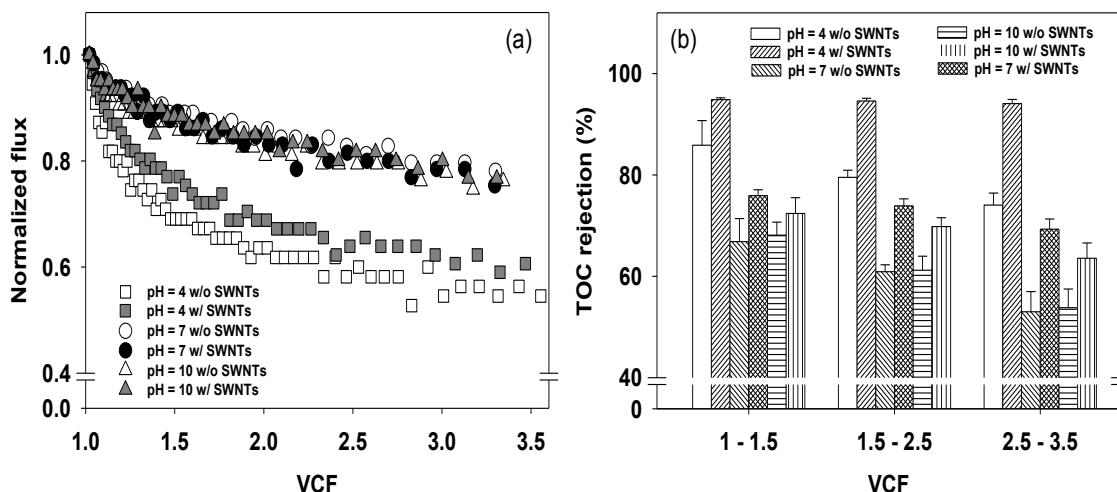 (a)
Normalized flux
1.0
0.8
0.6
0.4
0.0
pH = 4 w/o SWNTs
pH = 4 w/ SWNTs
pH = 7 w/o SWNTs
pH = 7 w/ SWNTs
pH = 10 w/o SWNTs
pH = 10 w/ SWNTs
1.0 1.5 2.0 2.5 3.0 3.5
VCF
(b)
TOC rejection (%)
100
80
60
40
0
pH = 4 w/o SWNTs
pH = 4 w/ SWNTs
pH = 7 w/o SWNTs
pH = 10 w/o SWNTs
pH = 10 w/ SWNTs
pH = 7 w/ SWNTs
1 - 1.5 1.5 - 2.5 2.5 - 3.5
VCF